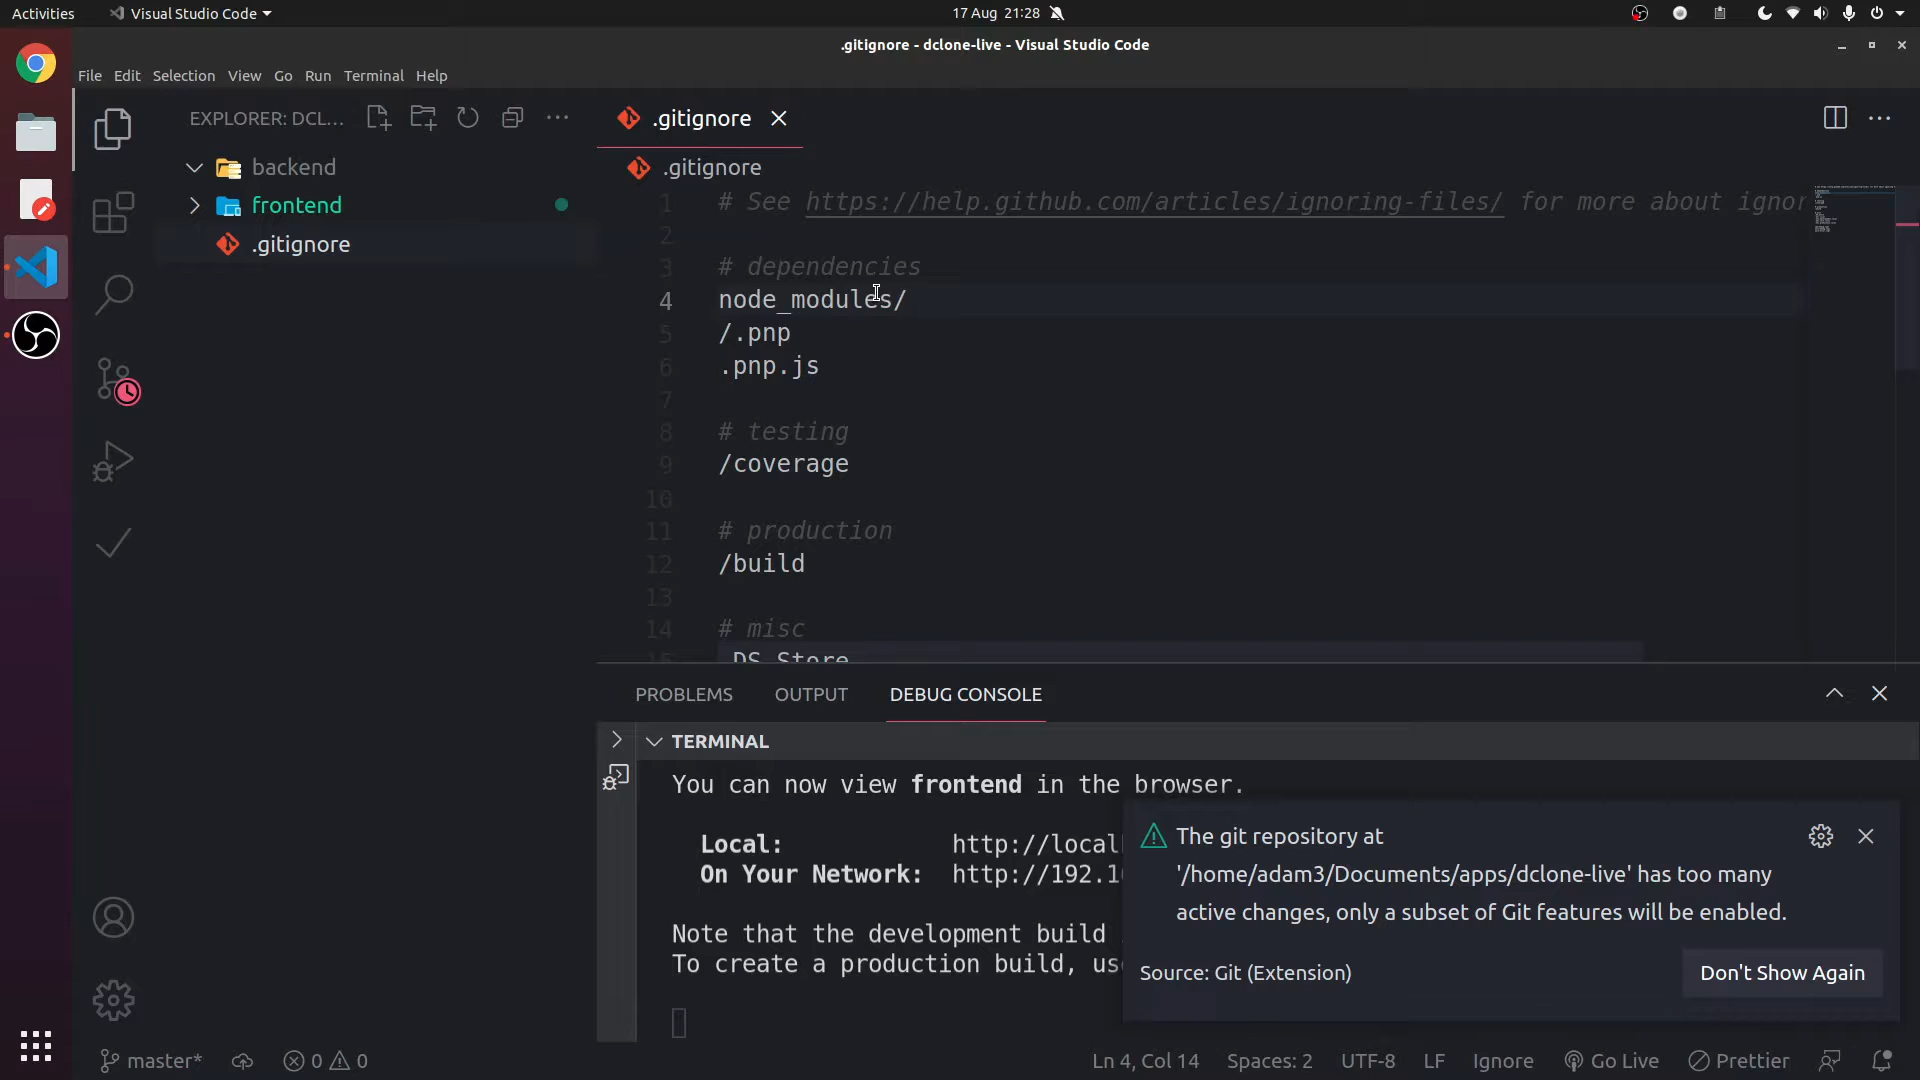 Activities
Visual Studio Code
17 Aug 21:28
.gitignore - dclone-live - Visual Studio Code
File Edit Selection View Go Run Terminal Help
EXPLORER: DCL...
.gitignore
backend
.gitignore
frontend
.gitignore
1 # See https://help.github.com/articles/ignoring-files/ for more about ignor
2
3 # dependencies
4 node_modules/
5 /.pnp
6 .pnp.js
7
8 # testing
9 /coverage
10
11 # production
12 /build
13
14 # misc
15 .DS_Store
PROBLEMS OUTPUT DEBUG CONSOLE
TERMINAL
You can now view frontend in the browser.
Local: http://local
On Your Network: http://192.1
Note that the development build
To create a production build, us
The git repository at
'/home/adam3/Documents/apps/dclone-live' has too many
active changes, only a subset of Git features will be enabled.
Source: Git (Extension)
Don't Show Again
master* 0 0
Ln 4, Col 14 Spaces: 2 UTF-8 LF Ignore Go Live Prettier